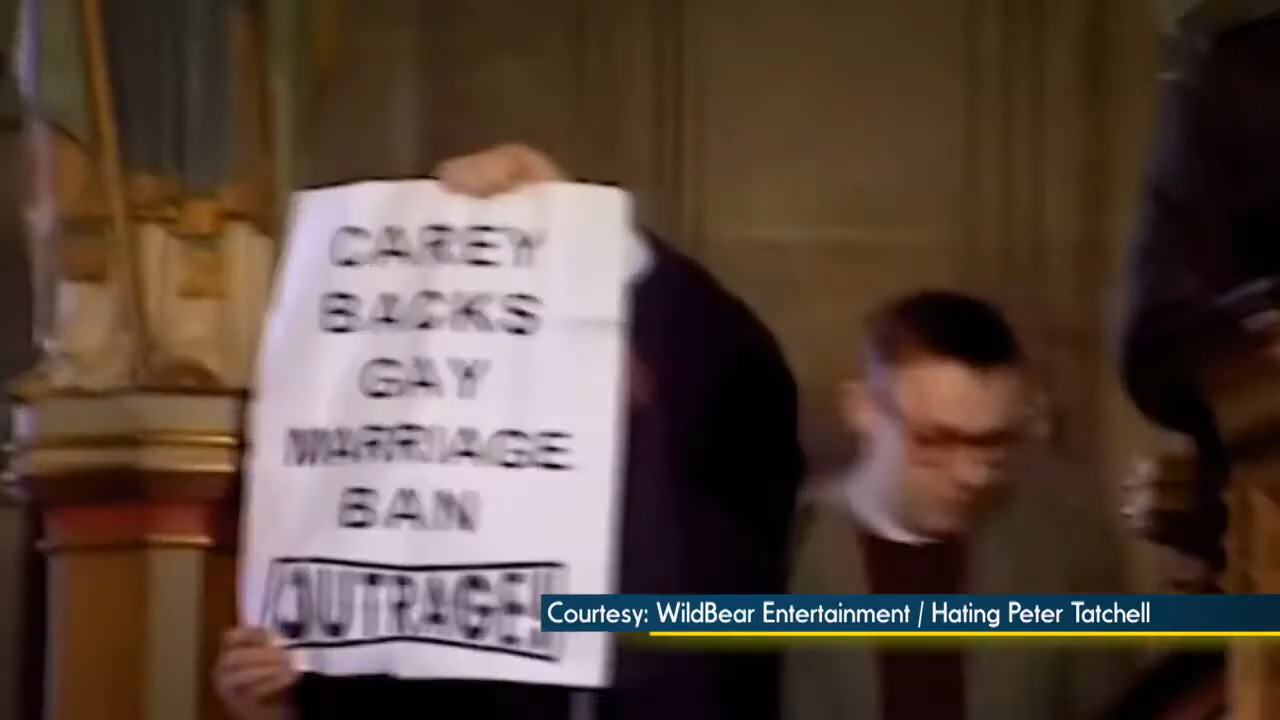 CAREY
BACKS
GAY
MARRIAGE
BAN
OUTRAGE!
Courtesy: WildBear Entertainment / Hating Peter Tatchell